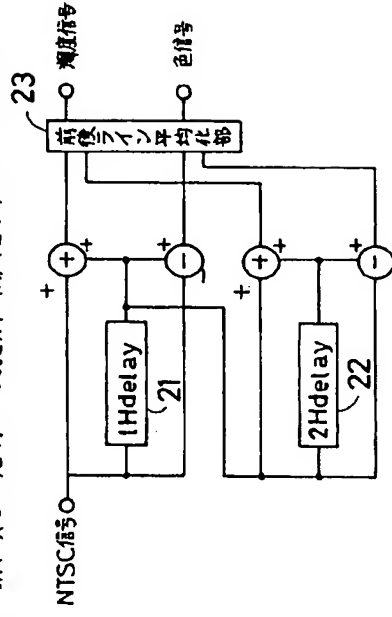 NTSC信号
1Hdelay
21
2Hdelay
22
23
前後ライン平均化部
輝度信号
色信号
+
+
+
+
-
+
+
+
+
-